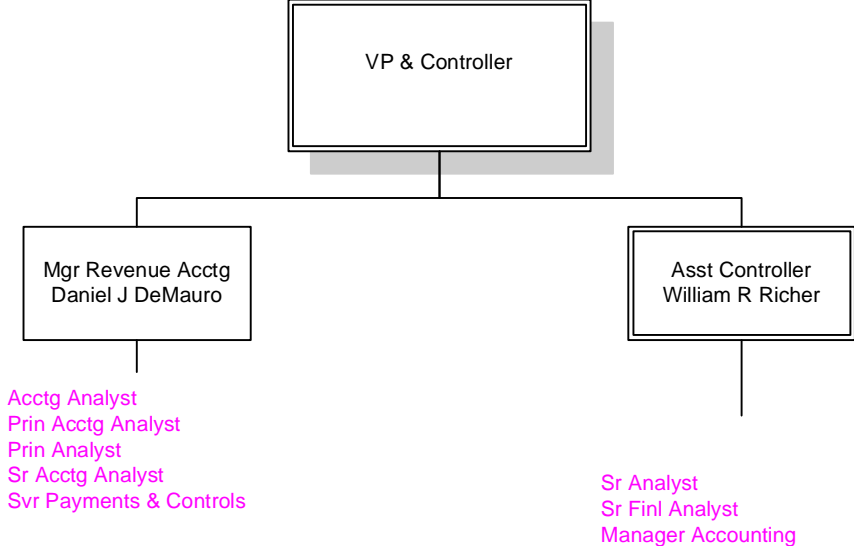 VP & Controller
Mgr Revenue Acctg
Daniel J DeMauro
Asst Controller
William R Richer
Acctg Analyst
Prin Acctg Analyst
Prin Analyst
Sr Acctg Analyst
Svr Payments & Controls
Sr Analyst
Sr Finl Analyst
Manager Accounting